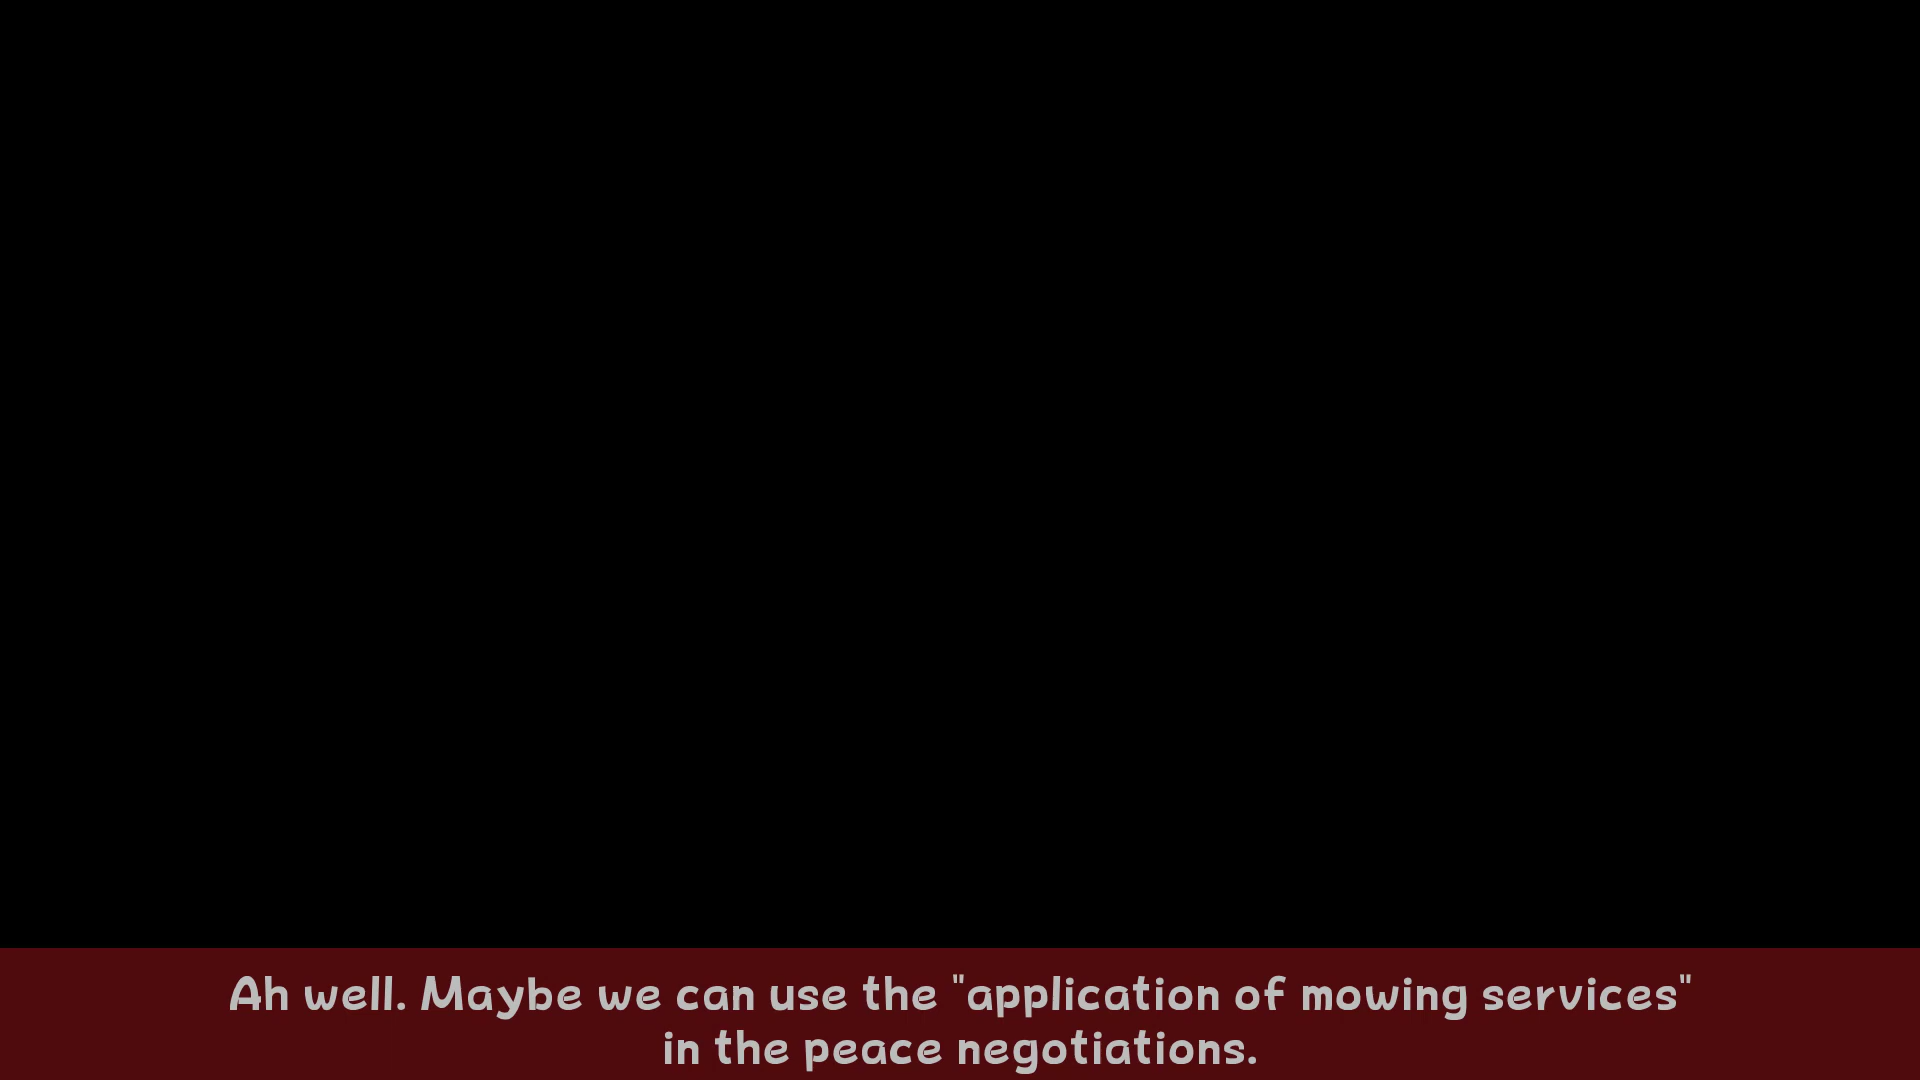 Ah well. Maybe we can use the "application of mowing services"
in the peace negotiations.